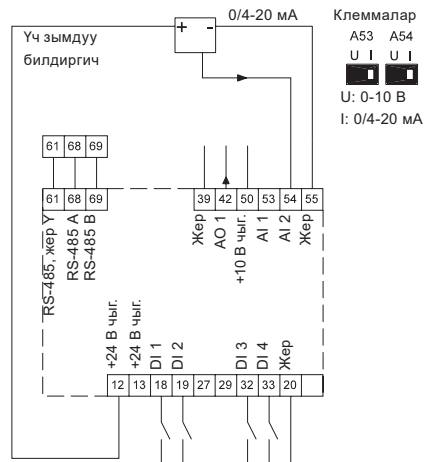 0/4-20 мА
Клеммалар
Үч зымдуу
билдиргич
+ -
A53 A54
U I U I
U: 0-10 В
I: 0/4-20 мА
61 68 69
61 68 69
39 42 50 53 54 55
RS-485, жер Y
RS-485 A
RS-485 B
Жер
AO 1
+10 В чыг.
AI 1
AI 2
Жер
+24 В чыг.
+24 В чыг.
DI 1
DI 2
DI 3
DI 4
Жер
12 13 18 19 27 29 32 33 20